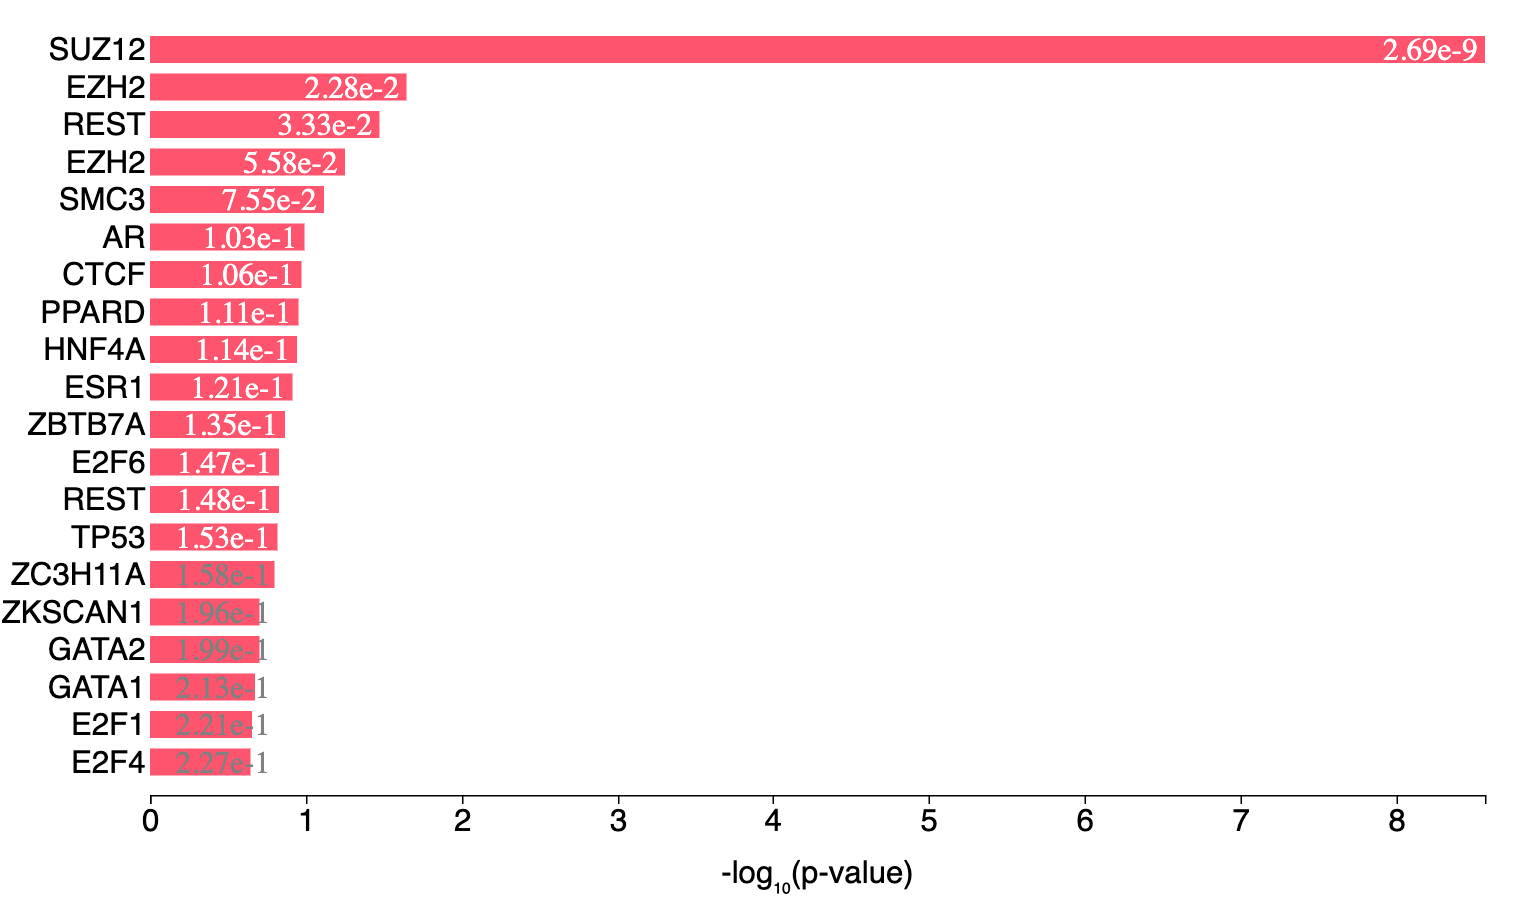 SUZ12 2.69e-9
EZH2 2.28e-2
REST 3.33e-2
EZH2 5.58e-2
SMC3 7.55e-2
AR 1.03e-1
CTCF 1.06e-1
PPARD 1.11e-1
HNF4A 1.14e-1
ESR1 1.21e-1
ZBTB7A 1.35e-1
E2F6 1.47e-1
REST 1.48e-1
TP53 1.53e-1
ZC3H11A 1.58e-1
ZKSCAN1 1.96e-1
GATA2 1.99e-1
GATA1 2.13e-1
E2F1 2.21e-1
E2F4 2.27e-1
0 1 2 3 4 5 6 7 8
-log₁₀(p-value)